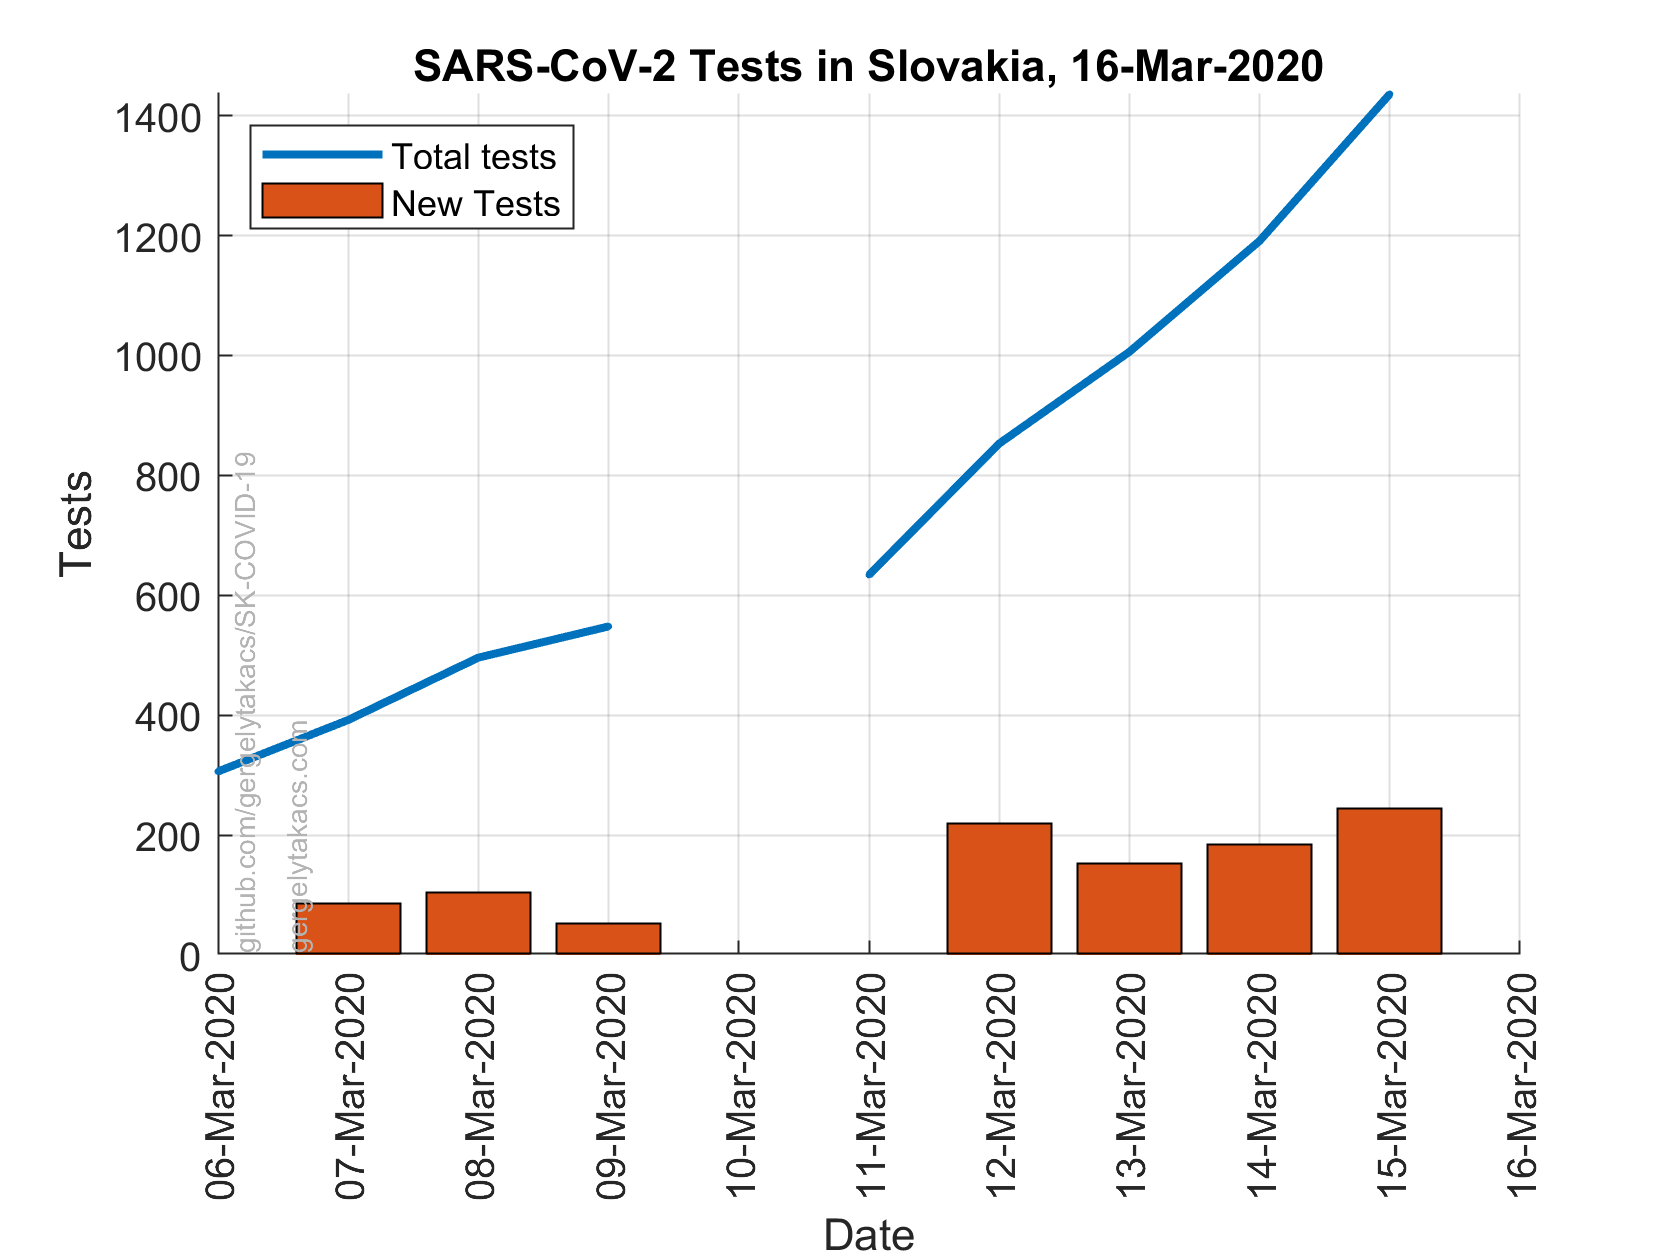 SARS-CoV-2 Tests in Slovakia, 16-Mar-2020
Total tests
New Tests
1400
1200
1000
800
600
400
200
0
Tests
github.com/gergelytakacs/SK-COVID-19
gergelytakacs.com
06-Mar-2020
07-Mar-2020
08-Mar-2020
09-Mar-2020
10-Mar-2020
11-Mar-2020
12-Mar-2020
13-Mar-2020
14-Mar-2020
15-Mar-2020
16-Mar-2020
Date